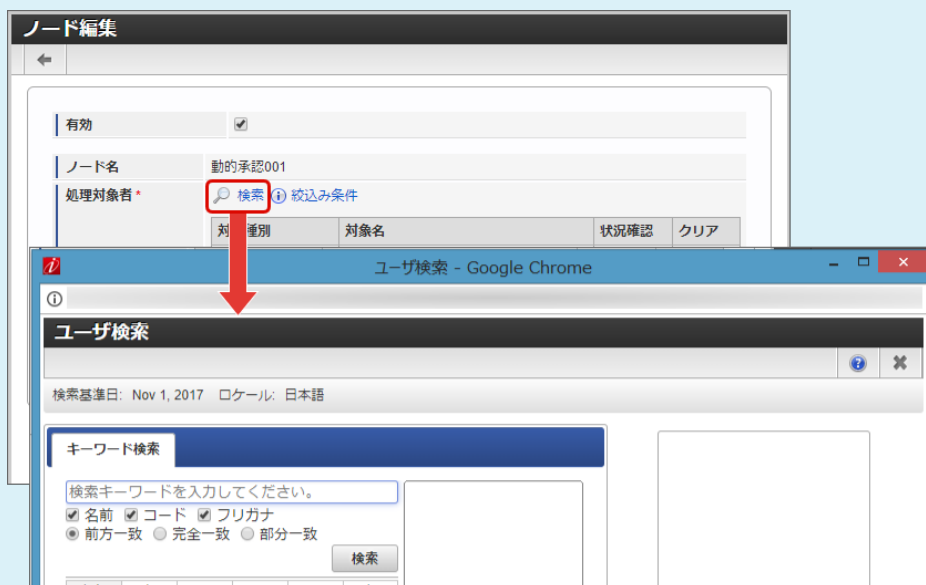 ノード編集
有効
ノード名 動的承認001
処理対象者* 検索 絞込み条件
対 種別 対象名 状況確認 クリア
ユーザ検索 - Google Chrome
ユーザ検索
検索基準日: Nov 1, 2017 ロケール: 日本語
キーワード検索
検索キーワードを入力してください。
名前 コード フリガナ
前方一致 完全一致 部分一致
検索